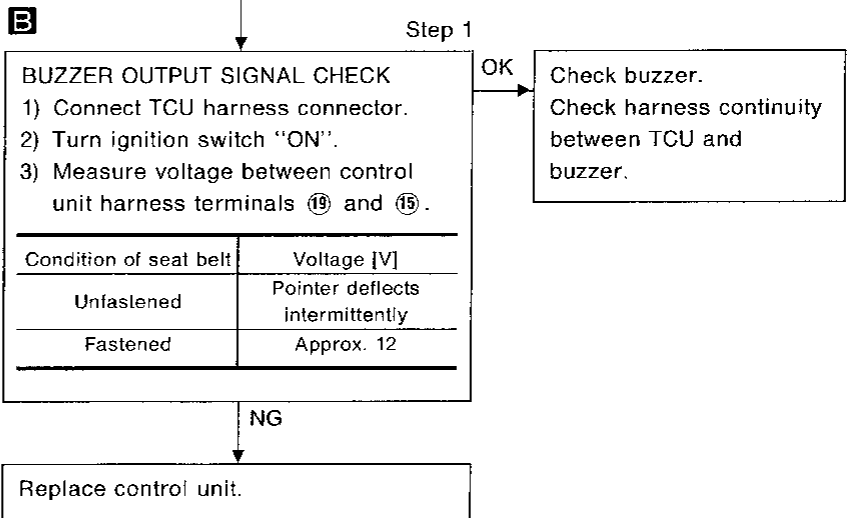 B
Step 1
BUZZER OUTPUT SIGNAL CHECK
1) Connect TCU harness connector.
2) Turn ignition switch "ON".
3) Measure voltage between control
unit harness terminals ⑲ and ⑮.
Condition of seat belt Voltage [V]
Unfastened Pointer deflects
intermittently
Fastened Approx. 12
OK
Check buzzer.
Check harness continuity
between TCU and
buzzer.
NG
Replace control unit.